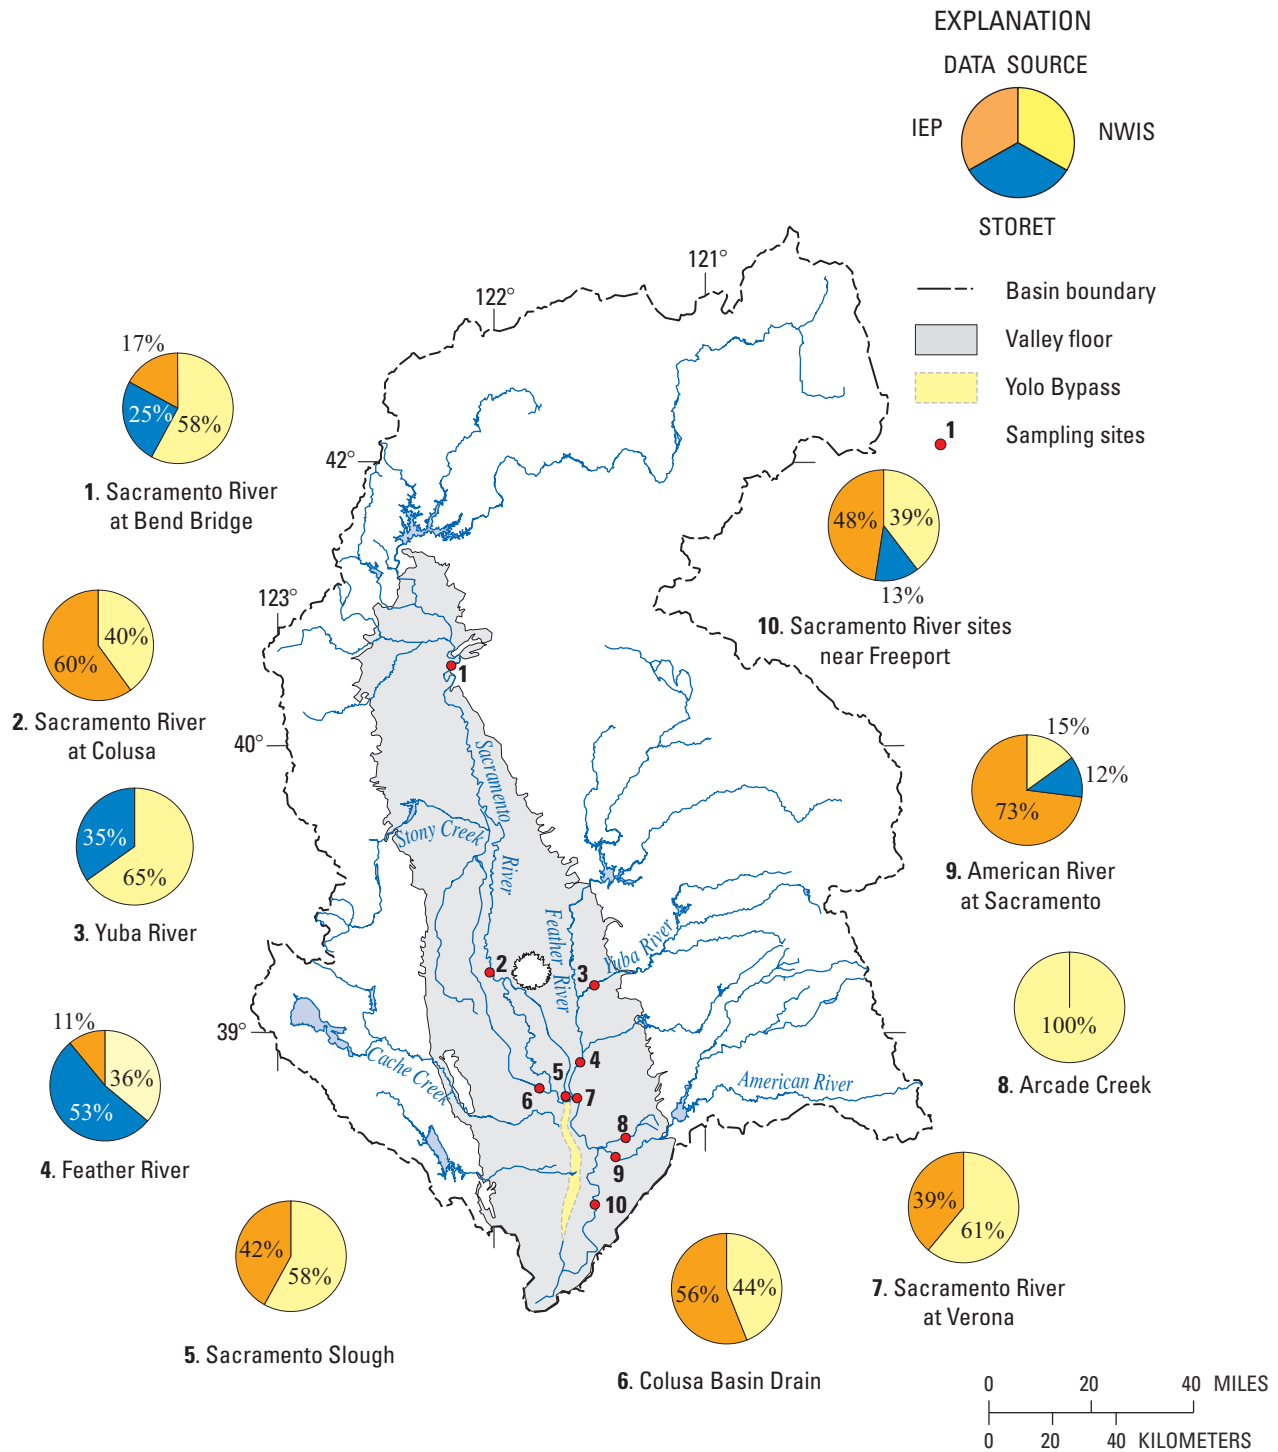 EXPLANATION
DATA SOURCE
IEP
NWIS
STORET
Basin boundary
Valley floor
Yolo Bypass
1
Sampling sites
121°
122°
42°
123°
40°
39°
17%
25%
58%
1. Sacramento River
at Bend Bridge
40%
60%
2. Sacramento River
at Colusa
35%
65%
3. Yuba River
11%
36%
53%
4. Feather River
42%
58%
5. Sacramento Slough
56%
44%
6. Colusa Basin Drain
39%
61%
7. Sacramento River
at Verona
100%
8. Arcade Creek
15%
12%
73%
9. American River
at Sacramento
48%
39%
13%
10. Sacramento River sites
near Freeport
1
Sacramento
River
Stony Creek
Feather River
Yuba River
2
3
4
5
6
7
Cache Creek
American River
8
9
10
0 20 40 MILES
0 20 40 KILOMETERS